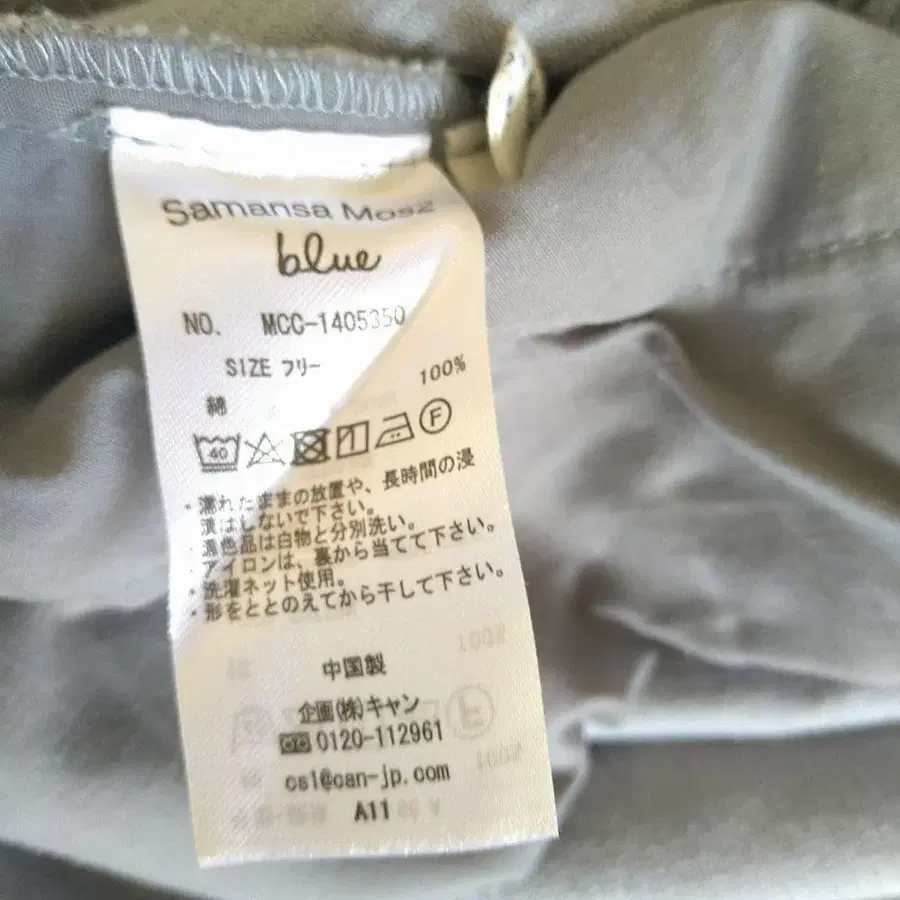 Samansa Mos2
blue
NO. MCC-1405350
SIZE フリー
綿 100%
40 F
・濡れたままの放置や、長時間の浸
漬はしないで下さい。
・濃色品は白物と分別洗い。
・アイロンは、裏から当てて下さい。
・洗濯ネット使用。
・形をととのえてから干して下さい。
中国製
企画(株)キャン
0120-112961
cs1@can-jp.com
A11